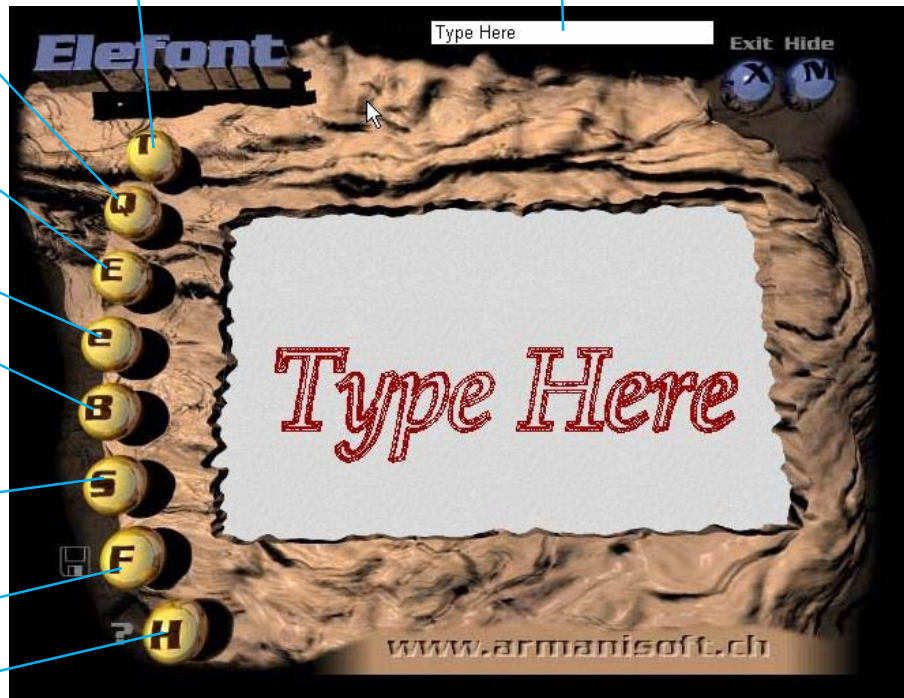 Type Here
Elefont
Exit Hide
X M
T
Q
E
e
B
Type Here
S
F
? H
www.armanisoft.ch